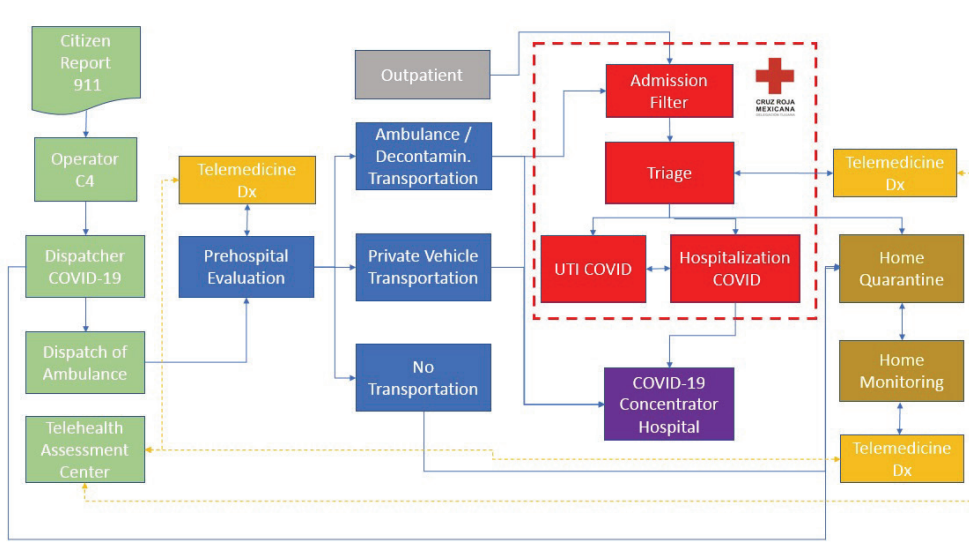 Citizen
Report
911
Operator
C4
Dispatcher
COVID-19
Dispatch of
Ambulance
Telehealth
Assessment
Center
Telemedicine
Dx
Prehospital
Evaluation
Outpatient
Ambulance /
Decontamin.
Transportation
Private Vehicle
Transportation
No
Transportation
Admission
Filter
CRUZ ROJA
MEXICANA
Triage
UTI COVID
Hospitalization
COVID
COVID-19
Concentrator
Hospital
Telemedicine
Dx
Home
Quarantine
Home
Monitoring
Telemedicine
Dx